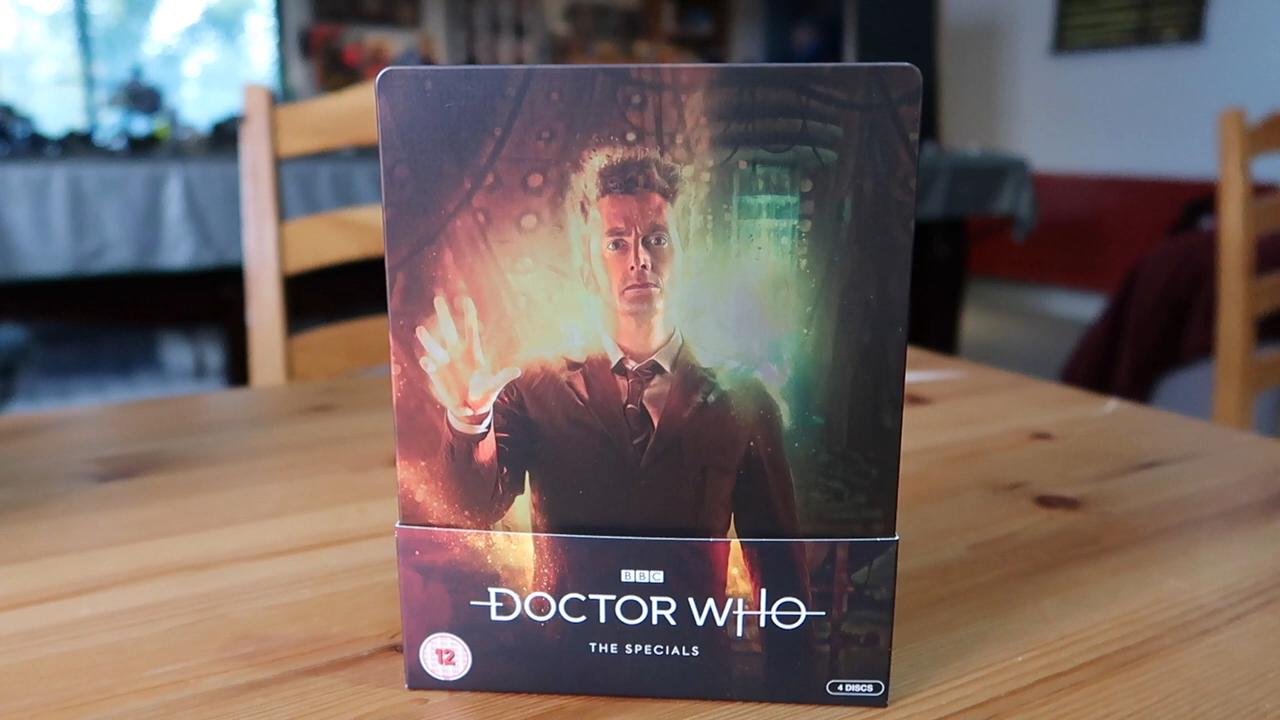 BBC
DOCTOR WHO
THE SPECIALS
12
4 DISCS